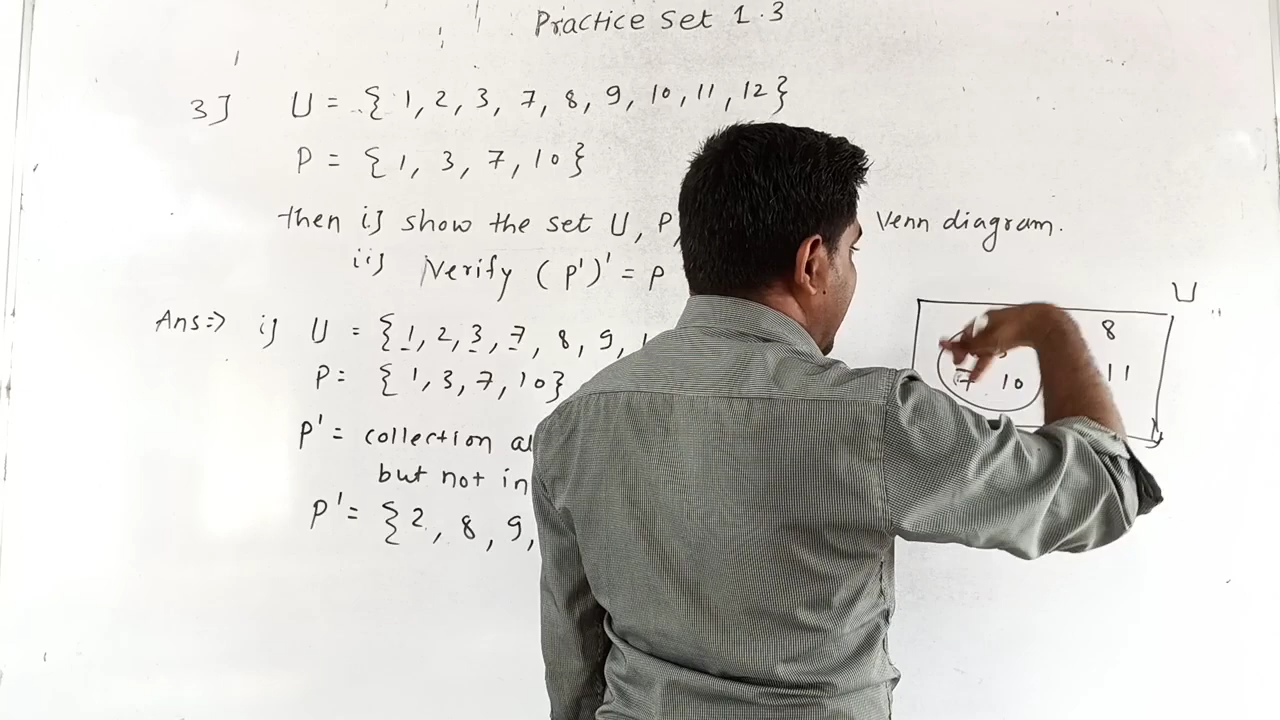 Practice Set 1.3
3] U = { 1, 2, 3, 7, 8, 9, 10, 11, 12 }
P = { 1, 3, 7, 10 }
then i] show the set U, P, Venn diagram.
ii] Verify (P')' = P
U
Ans:⇒ i] U = { 1, 2, 3, 7, 8, 9,
8
P = { 1, 3, 7, 10 }
7 10 11
P' = collection
but not in
P' = { 2, 8, 9,